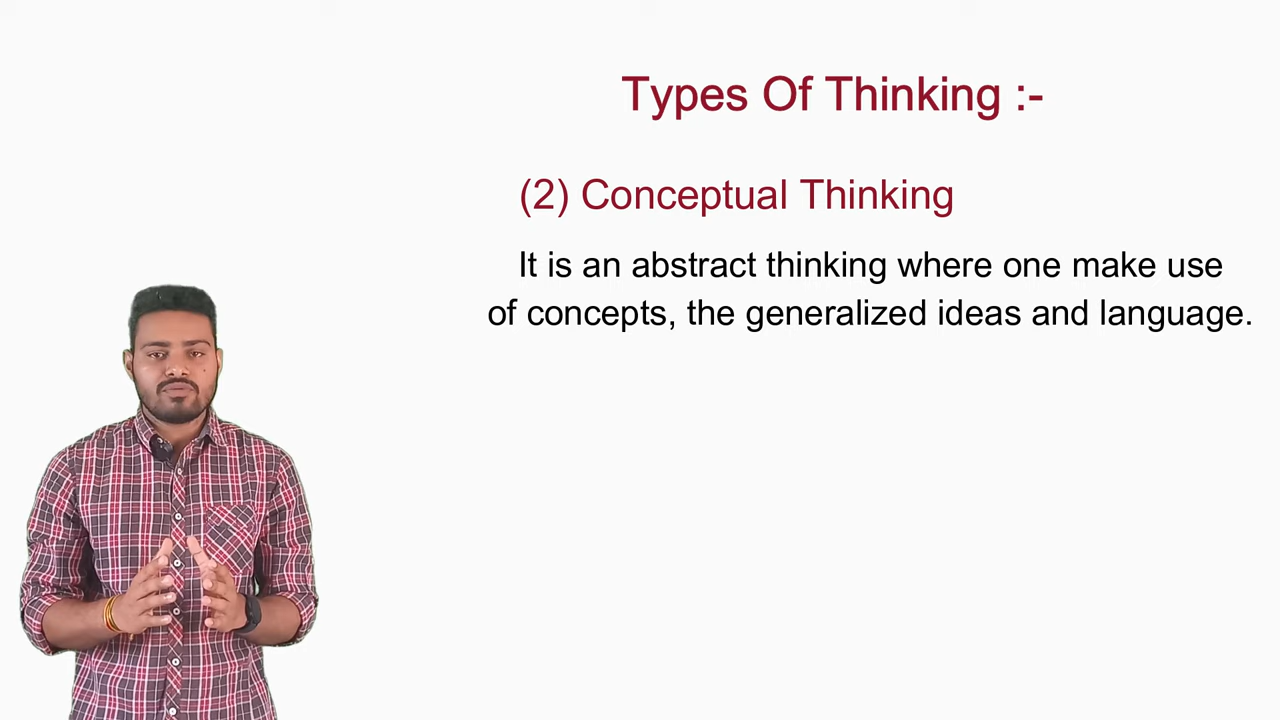 Types Of Thinking :-
(2) Conceptual Thinking
It is an abstract thinking where one make use
of concepts, the generalized ideas and language.